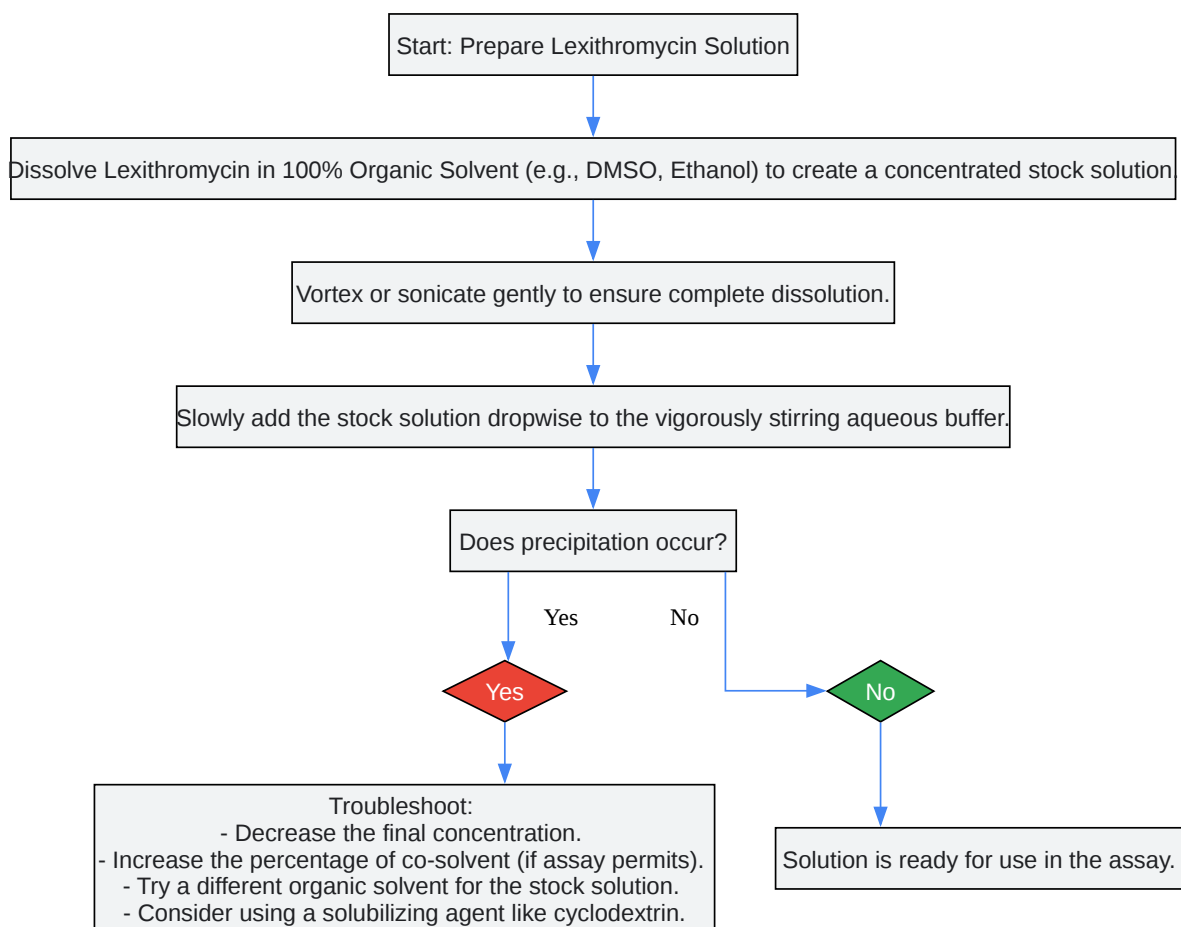 Start: Prepare Lexithromycin Solution
Dissolve Lexithromycin in 100% Organic Solvent (e.g., DMSO, Ethanol) to create a concentrated stock solution.
Vortex or sonicate gently to ensure complete dissolution.
Slowly add the stock solution dropwise to the vigorously stirring aqueous buffer.
Does precipitation occur?
Yes
No
Yes
No
Troubleshoot:
- Decrease the final concentration.
- Increase the percentage of co-solvent (if assay permits).
- Try a different organic solvent for the stock solution.
- Consider using a solubilizing agent like cyclodextrin.
Solution is ready for use in the assay.